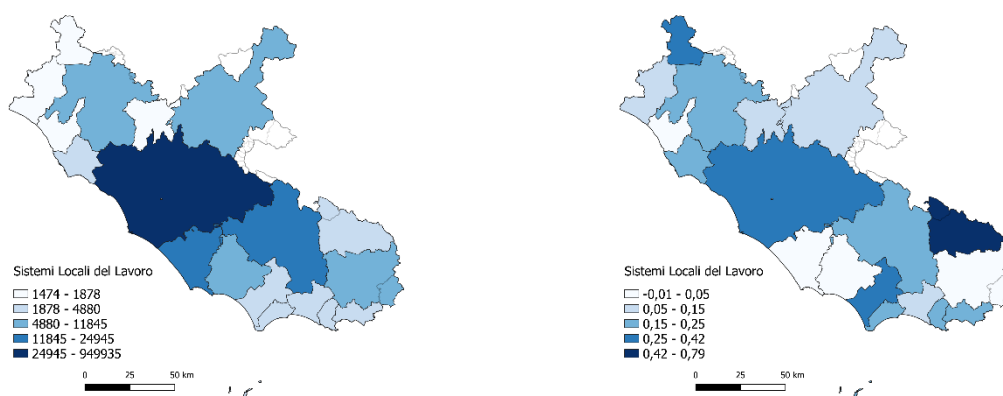 Sistemi Locali del Lavoro
1474 - 1878
1878 - 4880
4880 - 11845
11845 - 24945
24945 - 949935
0 25 50 km
Sistemi Locali del Lavoro
-0,01 - 0,05
0,05 - 0,15
0,15 - 0,25
0,25 - 0,42
0,42 - 0,79
0 25 50 km